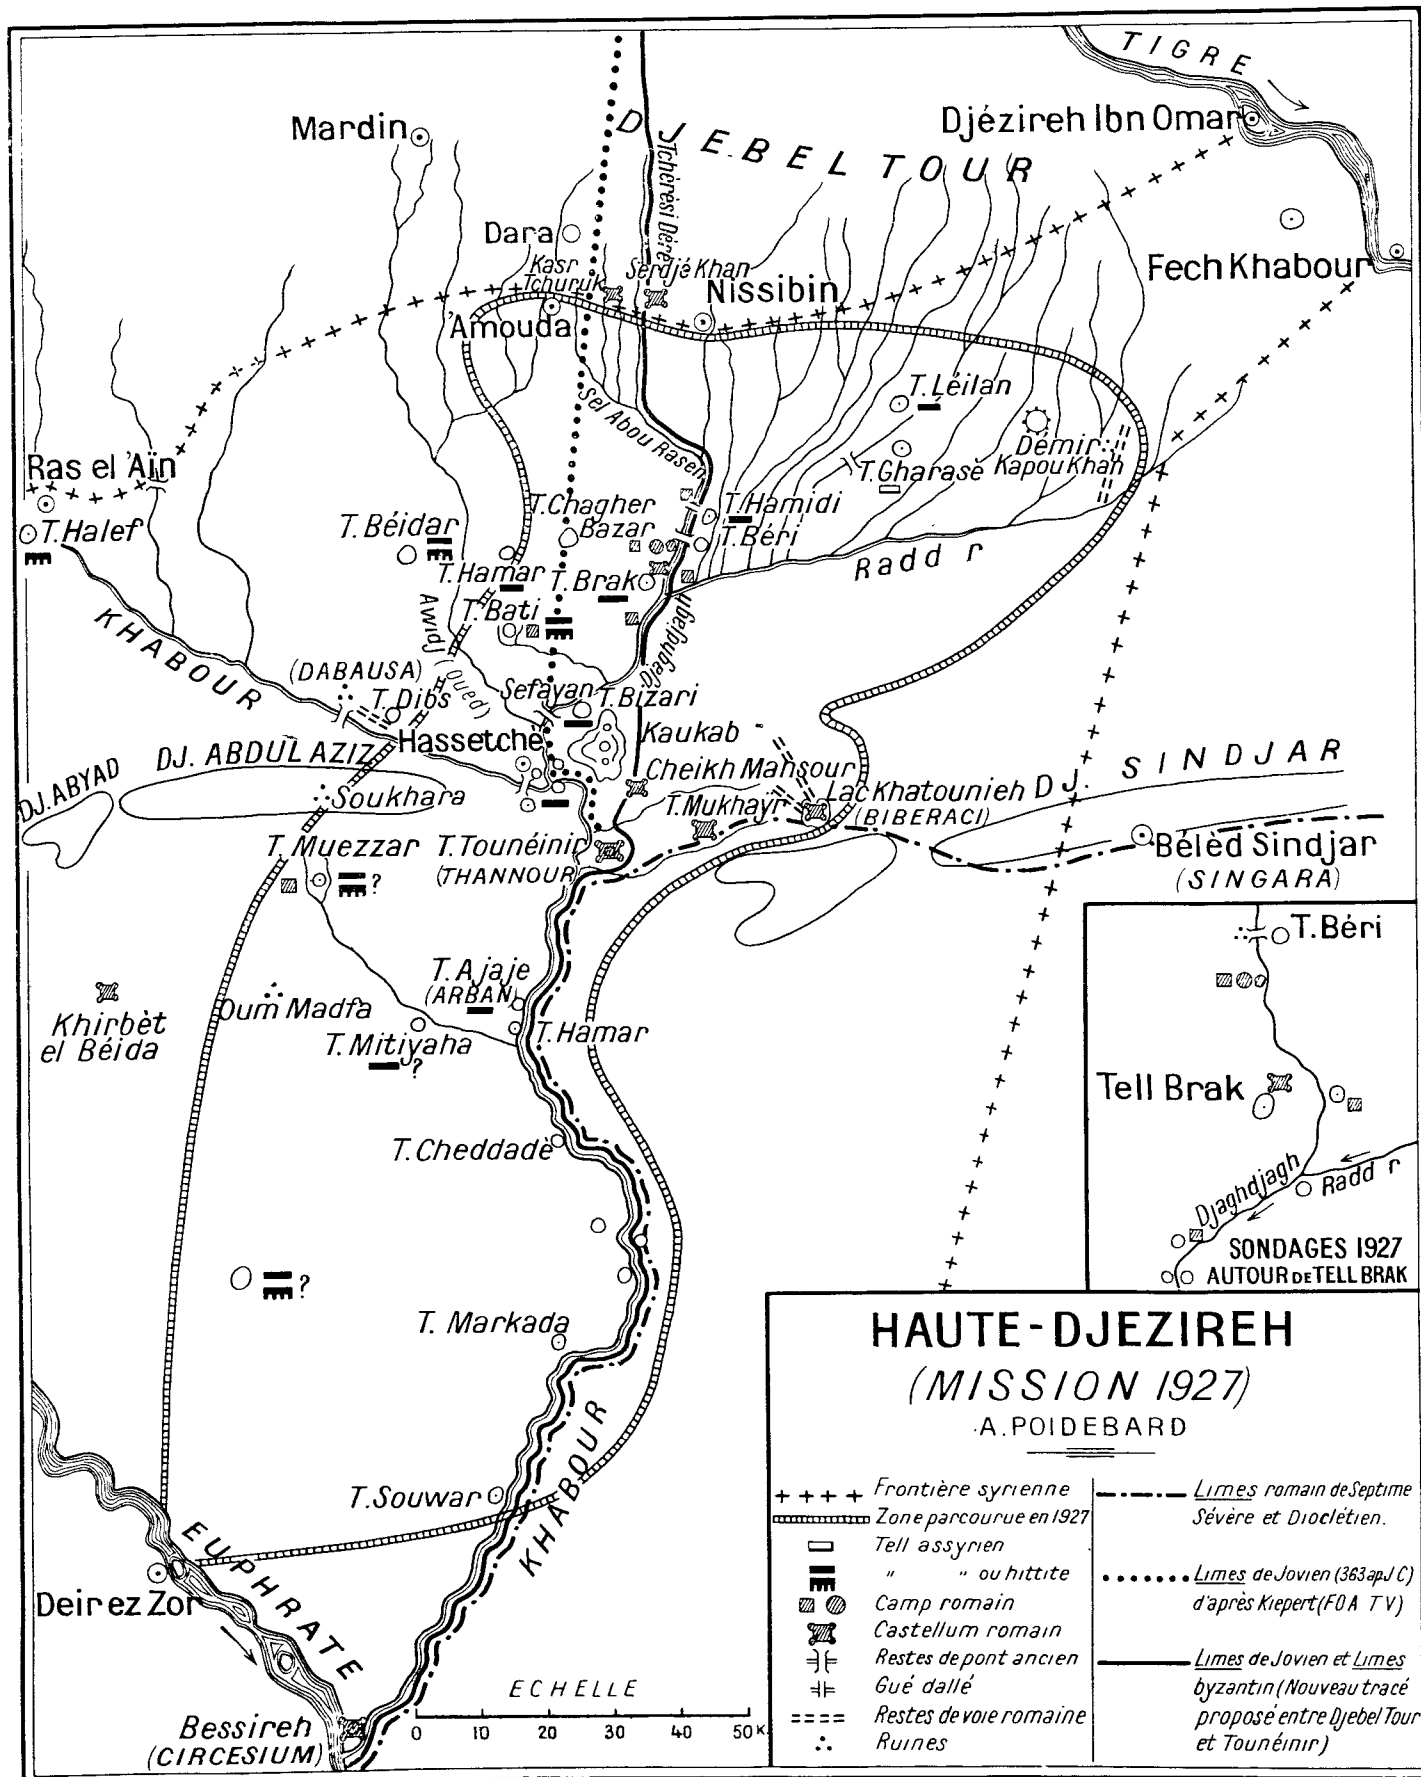 TIGRE
Mardin
DJEBEL TOUR
Djézireh Ibn Omar
Tchérési Déré
Dara
Kasr
Tchuruk
Serdjé Khan
Nissibin
Fech Khabour
'Amouda
T. Léilan
Sel Abou Raseh
Démir
Kapou Khan
T. Gharasè
Ras el 'Aïn
T. Halef
T. Chagher
Bazar
T. Hamidi
T. Béidar
T. Béri
T. Hamar
T. Brak
Radd r
T. Bati
Awidj (Oued)
Djaghdjagh
KHABOUR
(DABAUSA)
T. Dibs
Sefayan
T. Bizari
Hassetché
Kaukab
DJ. ABDUL AZIZ
DJ. ABYAD
Cheikh Mansour
DJ. SINDJAR
Soukhara
T. Mukhayr
Lac Khatounieh
(BIBERACI)
T. Muezzar
?
T. Tounéinir
(THANNOUR)
Béléd Sindjar
(SINGARA)
T. Ajaje
(ARBAN)
Khirbèt
el Béida
Oum Madfa
T. Hamar
T. Mitiyaha
?
T. Cheddadè
?
T. Markada
T. Souwar
KHABOUR
EUPHRATE
Deir ez Zor
Bessireh
(CIRCESIUM)
ECHELLE
0 10 20 30 40 50 K.
T. Béri
Tell Brak
Djaghdjagh
Radd r
SONDAGES 1927
AUTOUR DE TELL BRAK
HAUTE-DJEZIREH
(MISSION 1927)
A. POIDEBARD
Frontière syrienne
Zone parcourue en 1927
Tell assyrien
" " ou hittite
Camp romain
Castellum romain
Restes de pont ancien
Gué dallé
Restes de voie romaine
Ruines
Limes romain de Septime
Sévère et Dioclétien.
Limes de Jovien (363 ap J C)
d'après Kiepert (FOA TV)
Limes de Jovien et Limes
byzantin (Nouveau tracé
proposé entre Djebel Tour
et Tounéinir)